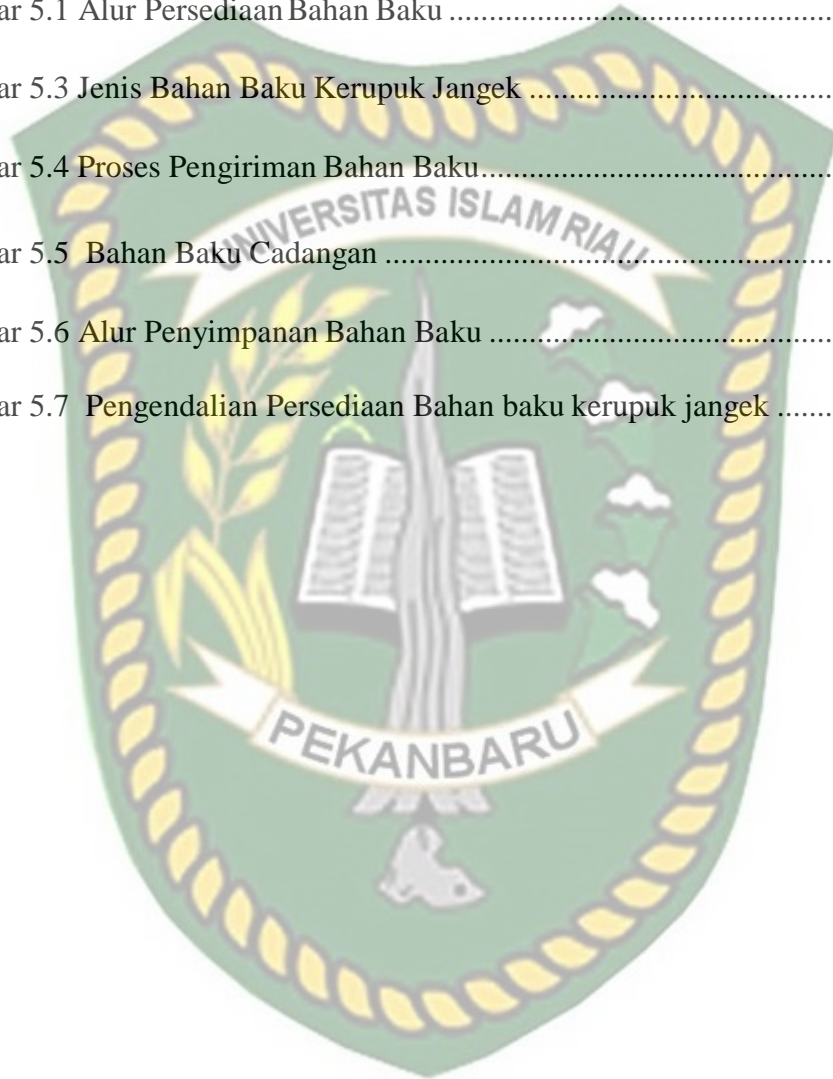 ar 5.1 Alur Persediaan Bahan Baku ................................................
ar 5.3 Jenis Bahan Baku Kerupuk Jangek ......................................
ar 5.4 Proses Pengiriman Bahan Baku............................................
UNIVERSITAS ISLAM RIAU
ar 5.5  Bahan Baku Cadangan ........................................................
ar 5.6 Alur Penyimpanan Bahan Baku ...........................................
ar 5.7  Pengendalian Persediaan Bahan baku kerupuk jangek .......
PEKANBARU